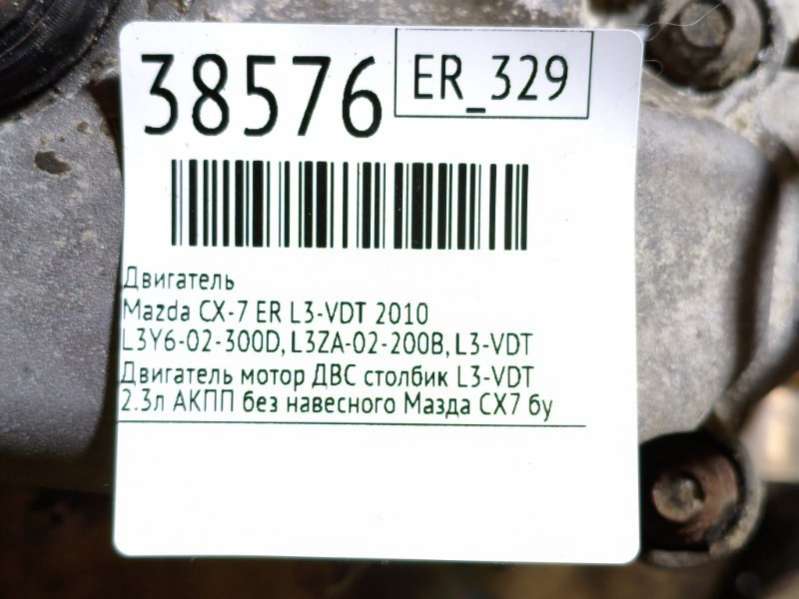 38576
ER_329
Двигатель
Mazda CX-7 ER L3-VDT 2010
L3Y6-02-300D, L3ZA-02-200B, L3-VDT
Двигатель мотор ДВС столбик L3-VDT
2.3л АКПП без навесного Мазда СХ7 бу